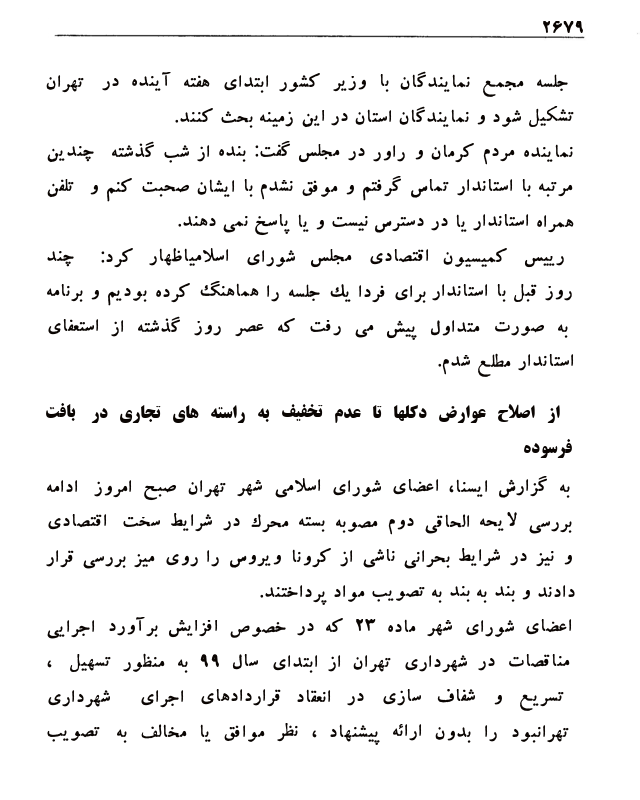 ۲۶۷۹
جلسه مجمع نمایندگان با وزیر کشور ابتدای هفته آینده در تهران
تشکیل شود و نمایندگان استان در این زمینه بحث کنند.
نماینده مردم کرمان و راور در مجلس گفت: بنده از شب گذشته چندین
مرتبه با استاندار تماس گرفتم و موفق نشدم با ایشان صحبت کنم و تلفن
همراه استاندار یا در دسترس نیست و یا پاسخ نمی دهند.
رییس کمیسیون اقتصادی مجلس شورای اسلامیاظهار کرد: چند
روز قبل با استاندار برای فردا یك جلسه را هماهنگ کرده بودیم و برنامه
به صورت متداول پیش می رفت که عصر روز گذشته از استعفای
استاندار مطلع شدم.
از اصلاح عوارض دکلها تا عدم تخفیف به راسته های تجاری در بافت
فرسوده
به گزارش ایسنا، اعضای شورای اسلامی شهر تهران صبح امروز ادامه
بررسی لایحه الحاقی دوم مصوبه بسته محرك در شرایط سخت اقتصادی
و نیز در شرایط بحرانی ناشی از کرونا ویروس را روی میز بررسی قرار
دادند و بند به بند به تصویب مواد پرداختند.
اعضای شورای شهر ماده ۲۳ که در خصوص افزایش برآورد اجرایی
مناقصات در شهرداری تهران از ابتدای سال ۹۹ به منظور تسهیل ،
تسریع و شفاف سازی در انعقاد قراردادهای اجرای شهرداری
تهرانبود را بدون ارائه پیشنهاد ، نظر موافق یا مخالف به تصویب